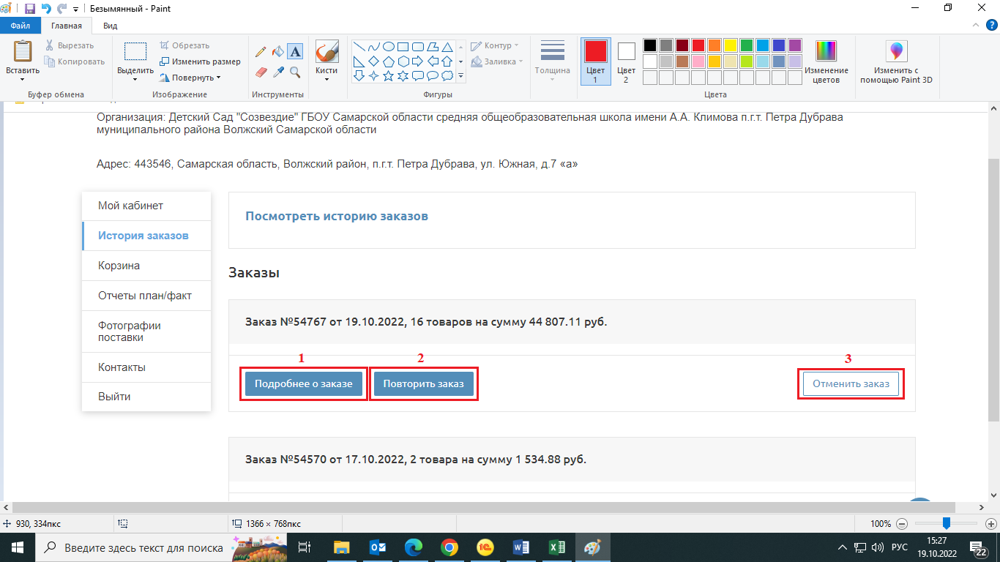 Безымянный - Paint
Файл
Главная
Вид
Вставить
Вырезать
Копировать
Буфер обмена
Выделить
Обрезать
Изменить размер
Повернуть
Изображение
A
Инструменты
Кисти
Контур
Заливка
Фигуры
Толщина
Цвет
1
Цвет
2
Изменение
цветов
Цвета
Изменить с
помощью Paint 3D
Организация: Детский Сад "Созвездие" ГБОУ Самарской области средняя общеобразовательная школа имени А.А. Климова п.г.т. Петра Дубрава
муниципального района Волжский Самарской области
Адрес: 443546, Самарская область, Волжский район, п.г.т. Петра Дубрава, ул. Южная, д.7 «а»
Мой кабинет
История заказов
Корзина
Отчеты план/факт
Фотографии
поставки
Контакты
Выйти
Посмотреть историю заказов
Заказы
Заказ №54767 от 19.10.2022, 16 товаров на сумму 44 807.11 руб.
1
2
3
Подробнее о заказе
Повторить заказ
Отменить заказ
Заказ №54570 от 17.10.2022, 2 товара на сумму 1 534.88 руб.
930, 334пкс
1366 × 768пкс
100%
Введите здесь текст для поиска
РУС
15:27
19.10.2022
22